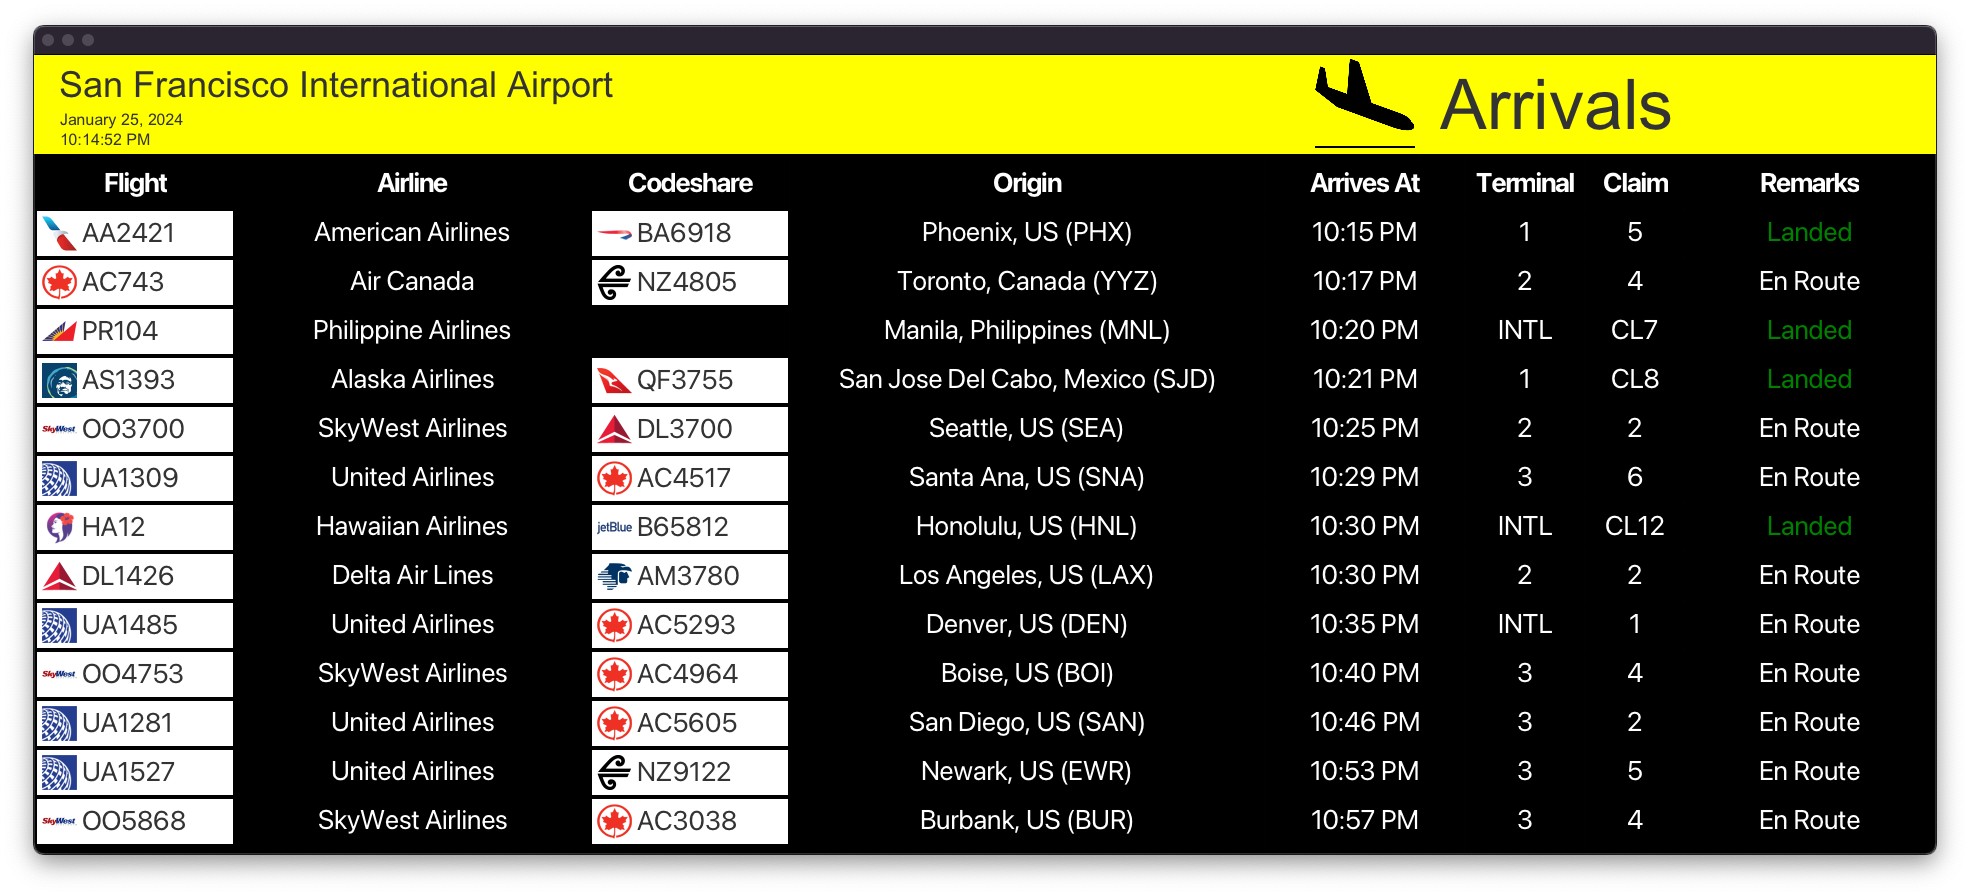 San Francisco International Airport
January 25, 2024
10:14:52 PM
Arrivals
Flight Airline Codeshare Origin Arrives At Terminal Claim Remarks
AA2421 American Airlines BA6918 Phoenix, US (PHX) 10:15 PM 1 5 Landed
AC743 Air Canada NZ4805 Toronto, Canada (YYZ) 10:17 PM 2 4 En Route
PR104 Philippine Airlines Manila, Philippines (MNL) 10:20 PM INTL CL7 Landed
AS1393 Alaska Airlines QF3755 San Jose Del Cabo, Mexico (SJD) 10:21 PM 1 CL8 Landed
SkyWest OO3700 SkyWest Airlines DL3700 Seattle, US (SEA) 10:25 PM 2 2 En Route
UA1309 United Airlines AC4517 Santa Ana, US (SNA) 10:29 PM 3 6 En Route
HA12 Hawaiian Airlines jetBlue B65812 Honolulu, US (HNL) 10:30 PM INTL CL12 Landed
DL1426 Delta Air Lines AM3780 Los Angeles, US (LAX) 10:30 PM 2 2 En Route
UA1485 United Airlines AC5293 Denver, US (DEN) 10:35 PM INTL 1 En Route
SkyWest OO4753 SkyWest Airlines AC4964 Boise, US (BOI) 10:40 PM 3 4 En Route
UA1281 United Airlines AC5605 San Diego, US (SAN) 10:46 PM 3 2 En Route
UA1527 United Airlines NZ9122 Newark, US (EWR) 10:53 PM 3 5 En Route
SkyWest OO5868 SkyWest Airlines AC3038 Burbank, US (BUR) 10:57 PM 3 4 En Route